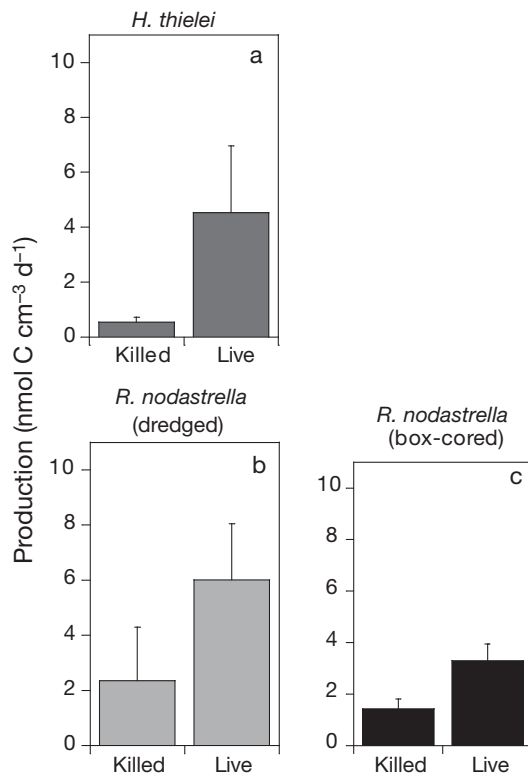 H. thielei
a
10
8
6
4
2
0
Killed Live
Production (nmol C cm⁻³ d⁻¹)
R. nodastrella
(dredged)
b
10
8
6
4
2
0
Killed Live
R. nodastrella
(box-cored)
c
10
8
6
4
2
0
Killed Live